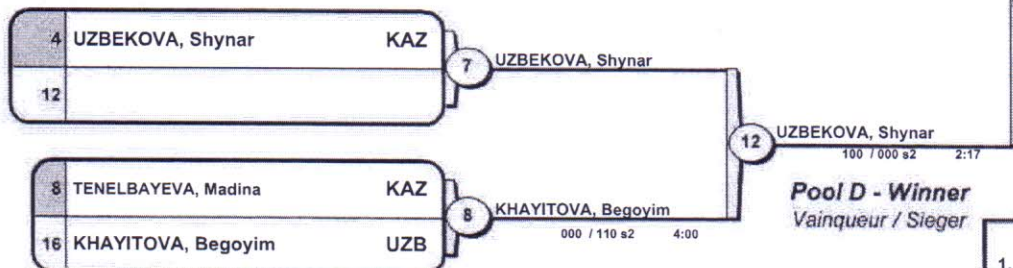 4 UZBEKOVA, Shynar KAZ
12
7 UZBEKOVA, Shynar
8 TENELBAYEVA, Madina KAZ
16 KHAYITOVA, Begoyim UZB
8 KHAYITOVA, Begoyim
000 / 110 s2 4:00
12 UZBEKOVA, Shynar
100 / 000 s2 2:17
Pool D - Winner
Vainqueur / Sieger
1.